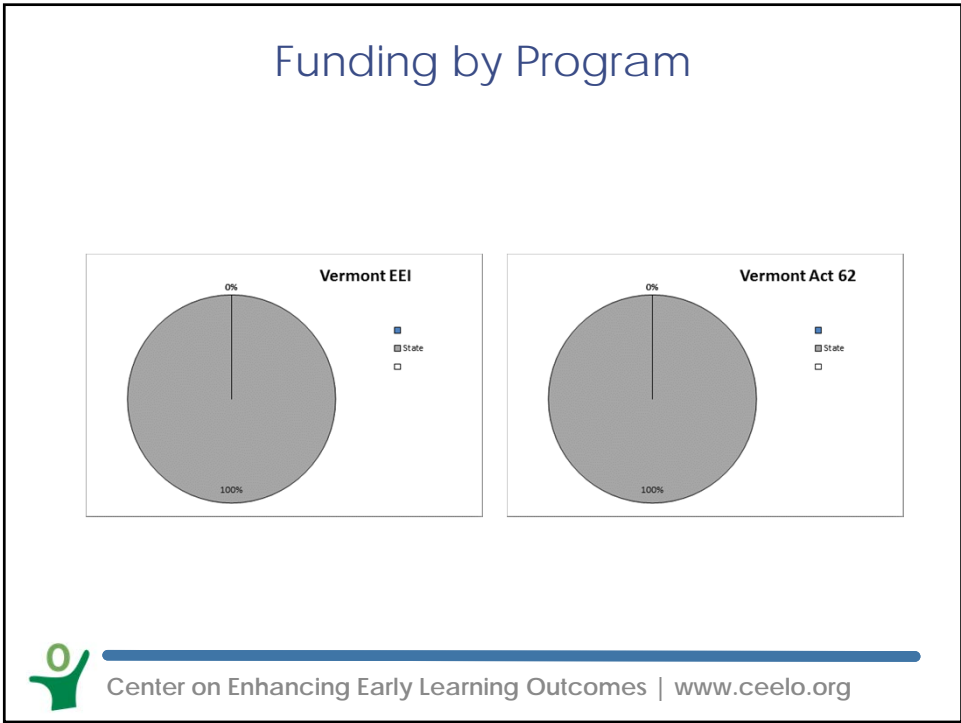 Funding by Program
Vermont EEI
0%
State
100%
Vermont Act 62
0%
State
100%
Center on Enhancing Early Learning Outcomes | www.ceelo.org